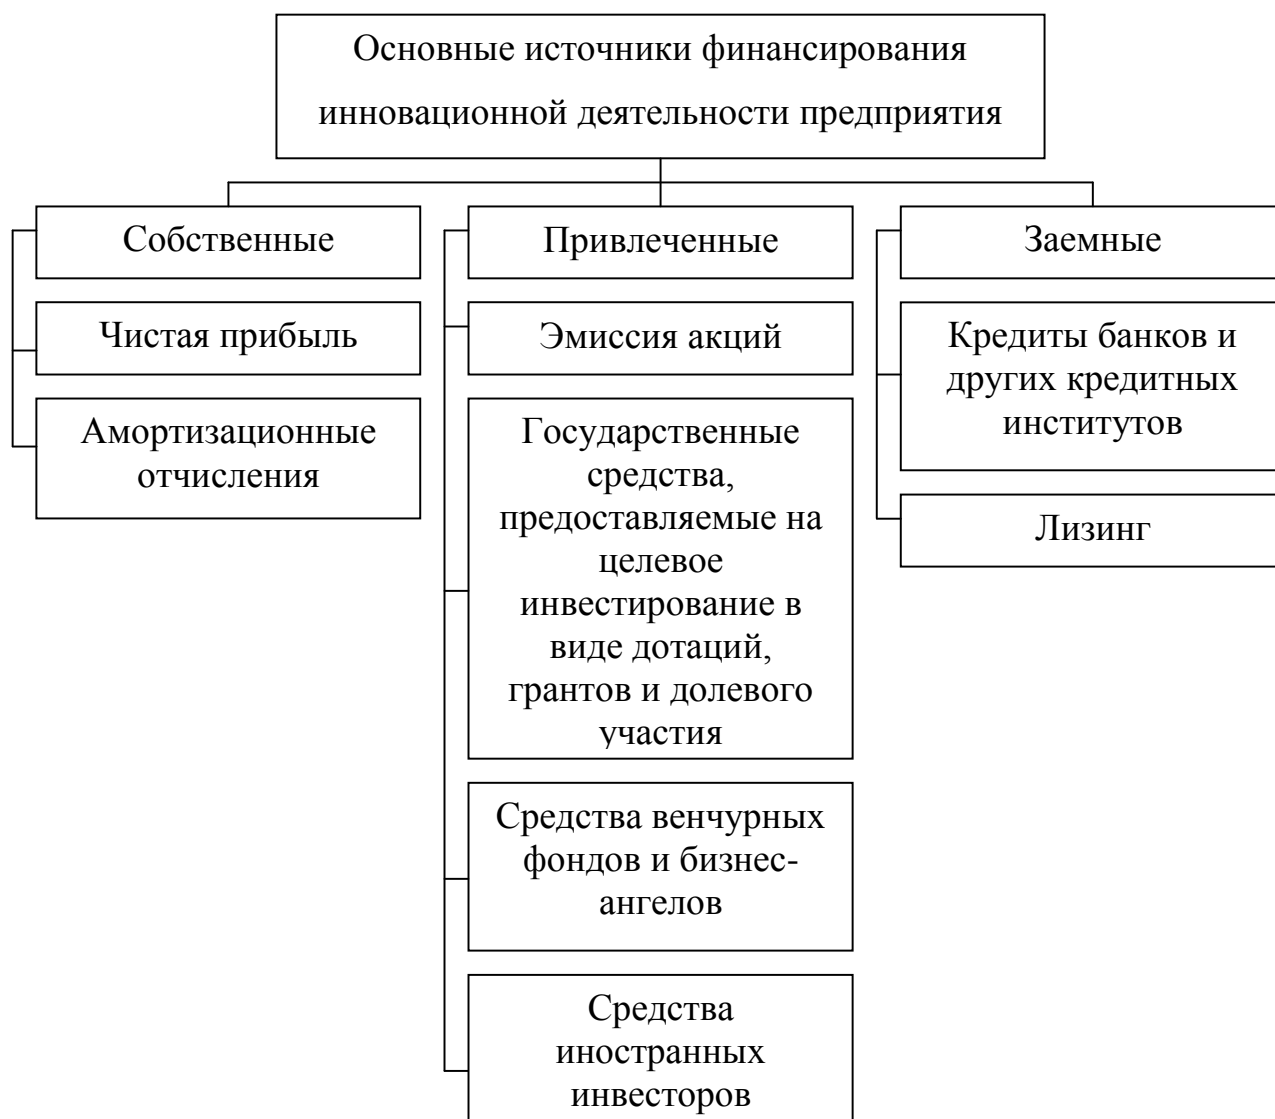 Основные источники финансирования
инновационной деятельности предприятия
Собственные
Чистая прибыль
Амортизационные
отчисления
Привлеченные
Эмиссия акций
Государственные
средства,
предоставляемые на
целевое
инвестирование в
виде дотаций,
грантов и долевого
участия
Средства венчурных
фондов и бизнес-
ангелов
Средства
иностранных
инвесторов
Заемные
Кредиты банков и
других кредитных
институтов
Лизинг